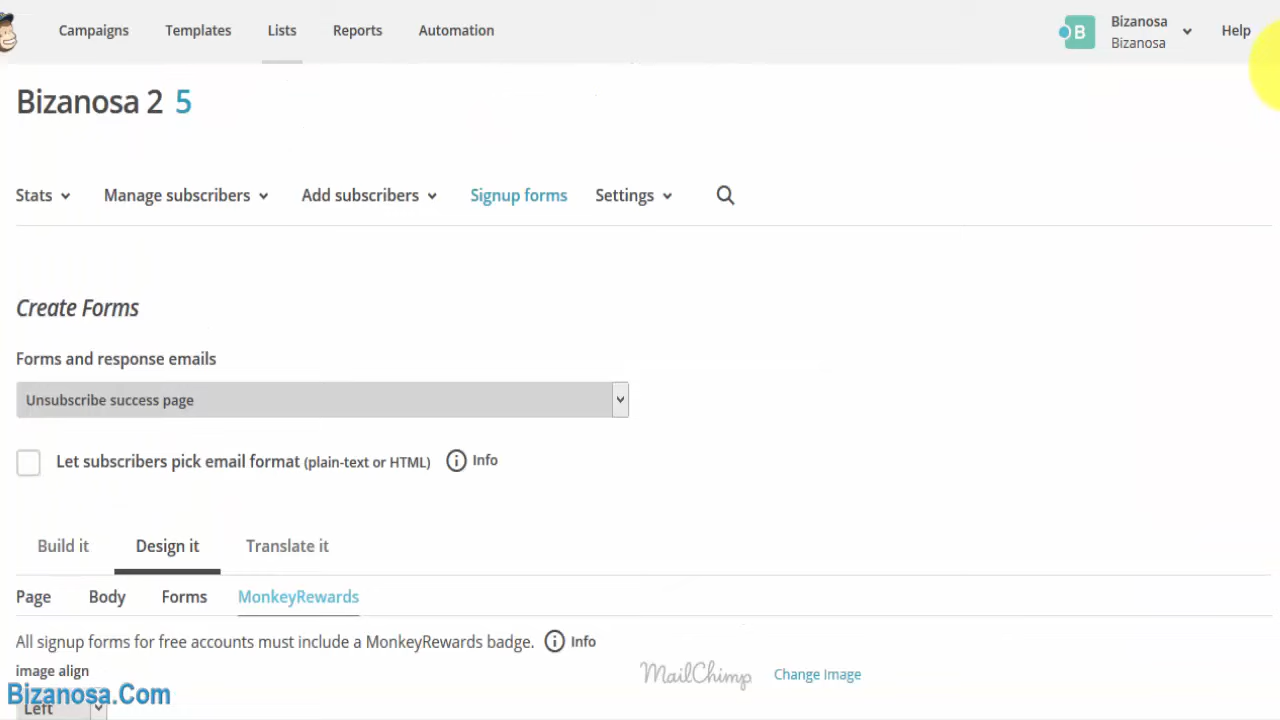 Campaigns Templates Lists Reports Automation B Bizanosa Help
Bizanosa
Bizanosa 2 5
Stats Manage subscribers Add subscribers Signup forms Settings
Create Forms
Forms and response emails
Unsubscribe success page
Let subscribers pick email format (plain-text or HTML) i Info
Build it Design it Translate it
Page Body Forms MonkeyRewards
All signup forms for free accounts must include a MonkeyRewards badge. i Info
image align
MailChimp Change Image
Bizanosa.Com
Left